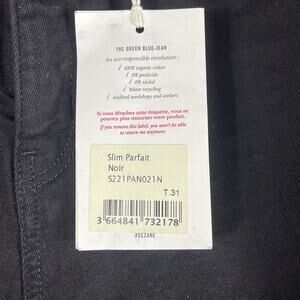 THE GREEN BLUE-JEAN
An eco-responsible resolution :
✓ 100% organic cotton
✓ 0% pesticide
✓ 0% nickel
✓ Water recycling
✓ Audited workshops and ateliers
Si vous détachez cette étiquette, vous ne
pourrez plus retourner votre produit.
If you remove this label, you won't be able
to return me anymore.
Slim Parfait
Noir
S221PAN021N
T.31
3 664841 732178
#SEZANE